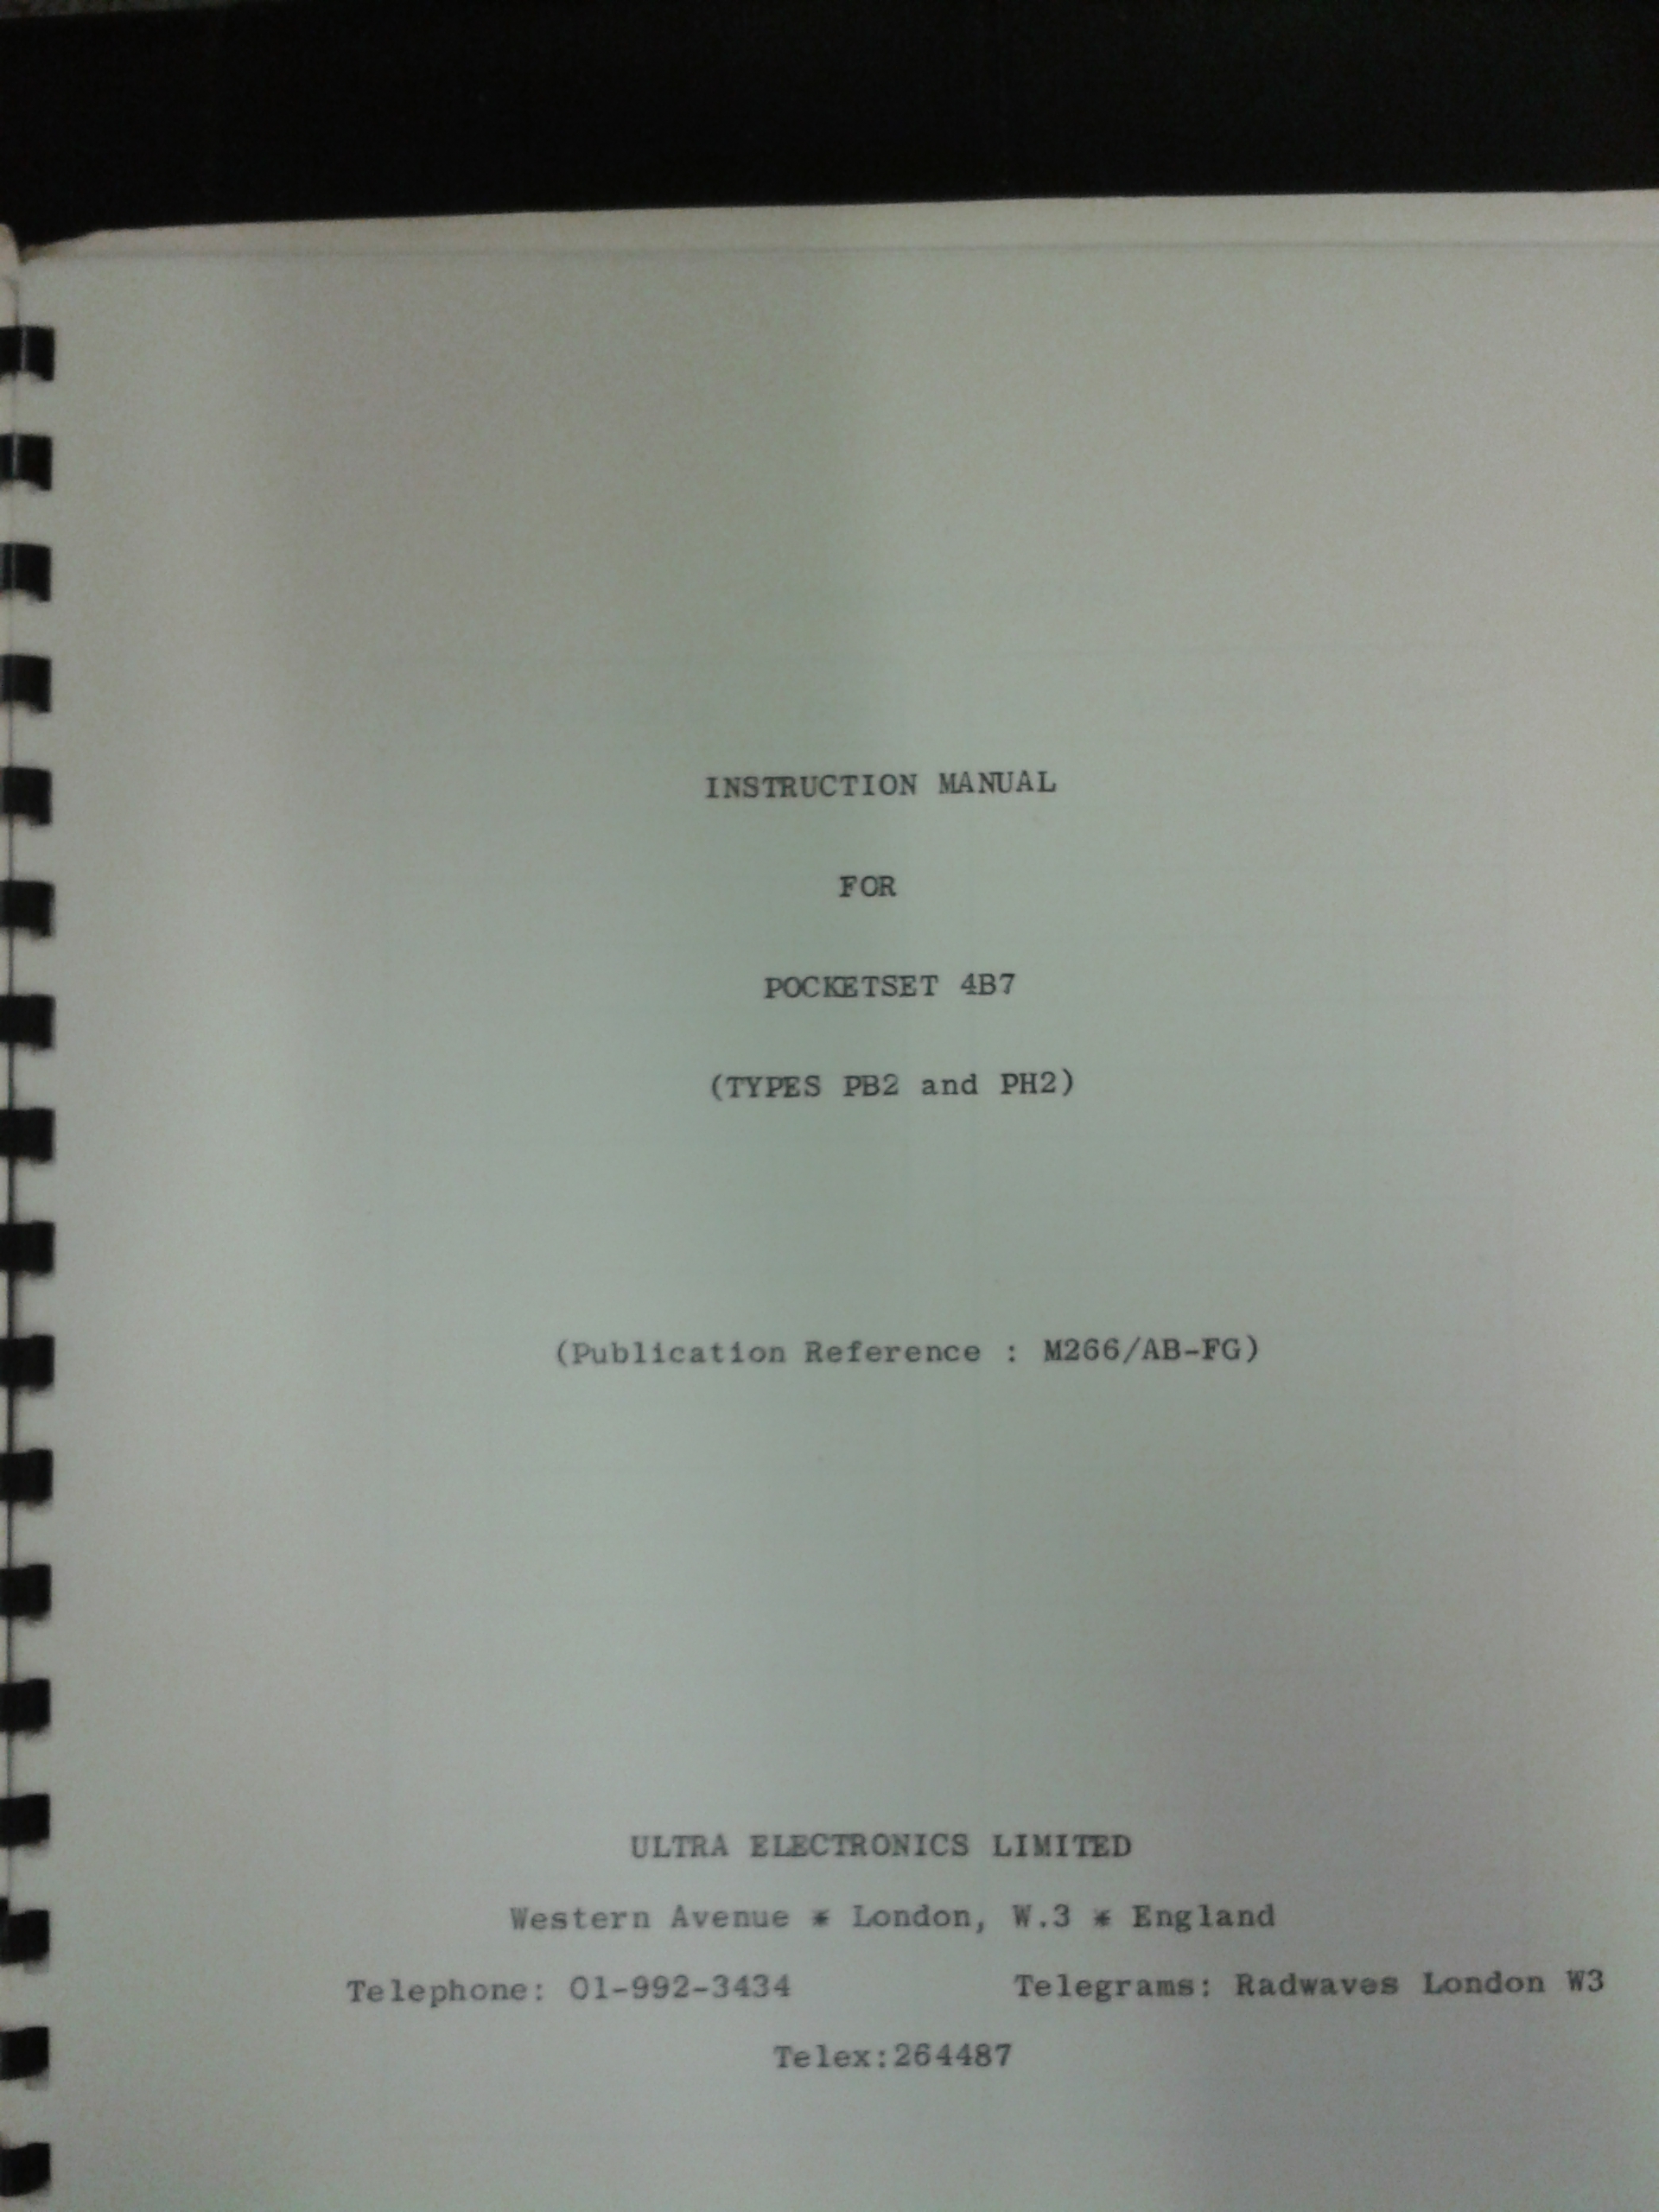 INSTRUCTION MANUAL
FOR
POCKETSET 4B7
(TYPES PB2 and PH2)
(Publication Reference : M266/AB-FG)
ULTRA ELECTRONICS LIMITED
Western Avenue * London, W.3 * England
Telephone: 01-992-3434 Telegrams: Radwaves London W3
Telex:264487